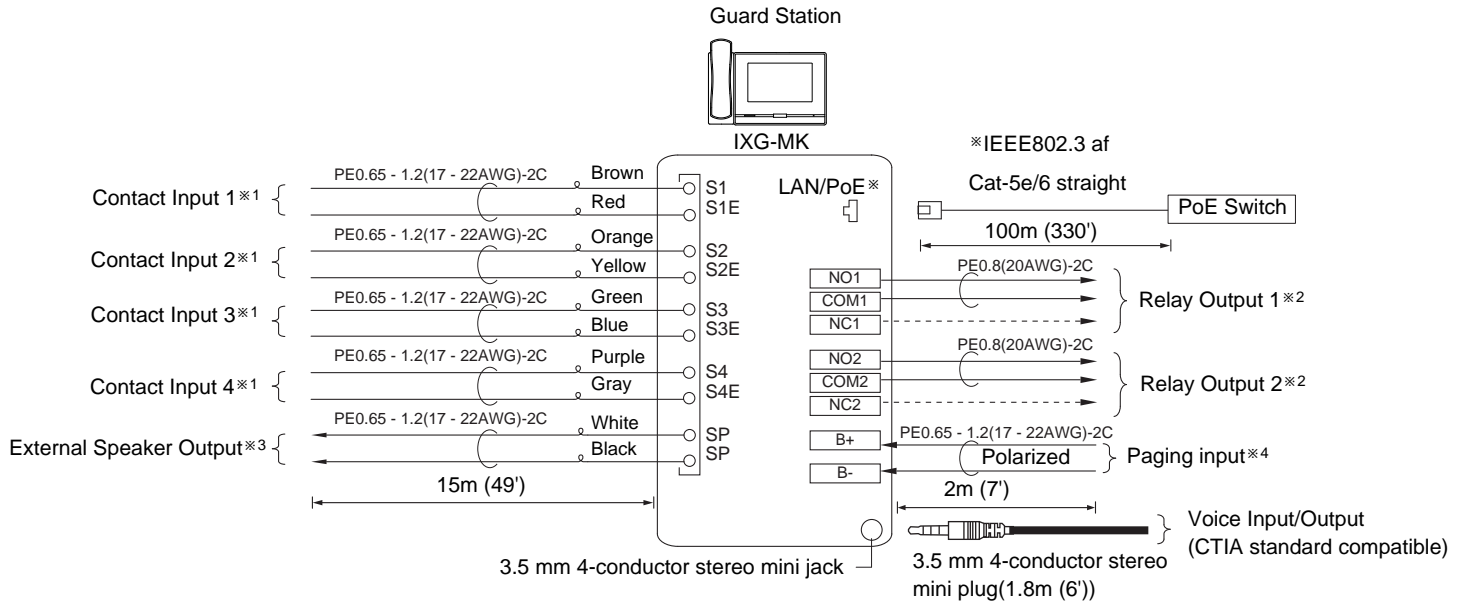 Guard Station
IXG-MK
※IEEE802.3 af
Contact Input 1※1
PE0.65 - 1.2(17 - 22AWG)-2C
Brown
Red
S1
S1E
LAN/PoE※
Cat-5e/6 straight
PoE Switch
100m (330')
Contact Input 2※1
PE0.65 - 1.2(17 - 22AWG)-2C
Orange
Yellow
S2
S2E
Contact Input 3※1
PE0.65 - 1.2(17 - 22AWG)-2C
Green
Blue
S3
S3E
NO1
COM1
NC1
PE0.8(20AWG)-2C
Relay Output 1※2
Contact Input 4※1
PE0.65 - 1.2(17 - 22AWG)-2C
Purple
Gray
S4
S4E
NO2
COM2
NC2
PE0.8(20AWG)-2C
Relay Output 2※2
External Speaker Output※3
PE0.65 - 1.2(17 - 22AWG)-2C
White
Black
SP
SP
15m (49')
B+
B-
PE0.65 - 1.2(17 - 22AWG)-2C
Polarized
Paging input※4
2m (7')
Voice Input/Output
(CTIA standard compatible)
3.5 mm 4-conductor stereo mini jack
3.5 mm 4-conductor stereo
mini plug(1.8m (6'))